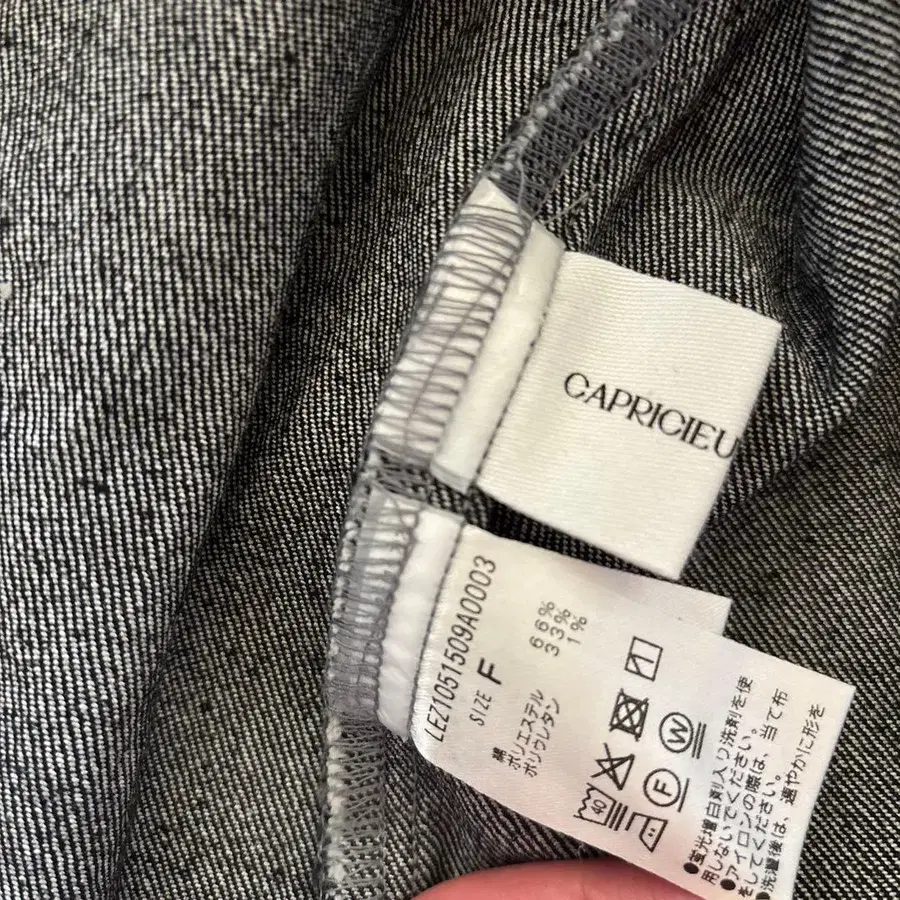 CAPRICIEU
LEZ1051509A0003
SIZE F
綿 66%
ポリエステル 33%
ポリウレタン 1%
40
F
W
●蛍光増白剤入り洗剤を使
用しないでください。
●アイロンの際は、当て布
をしてください。
●洗濯後は、速やかに形を